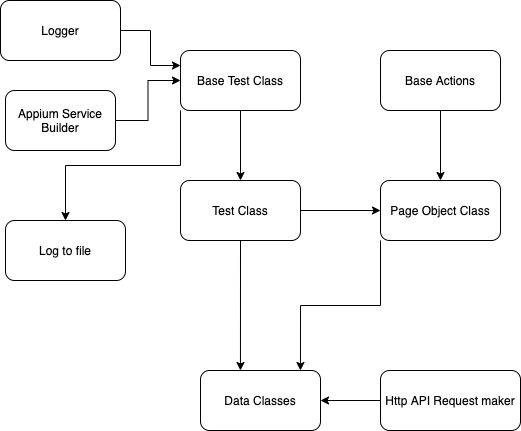 Logger
Base Test Class
Base Actions
Appium Service
Builder
Test Class
Page Object Class
Log to file
Data Classes
Http API Request maker